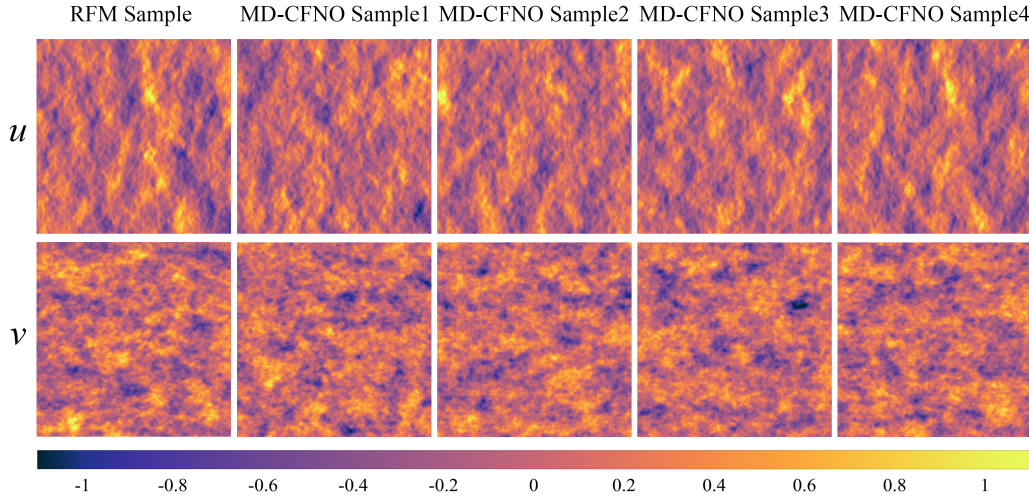 RFM Sample MD-CFNO Sample1 MD-CFNO Sample2 MD-CFNO Sample3 MD-CFNO Sample4
u
v
-1 -0.8 -0.6 -0.4 -0.2 0 0.2 0.4 0.6 0.8 1